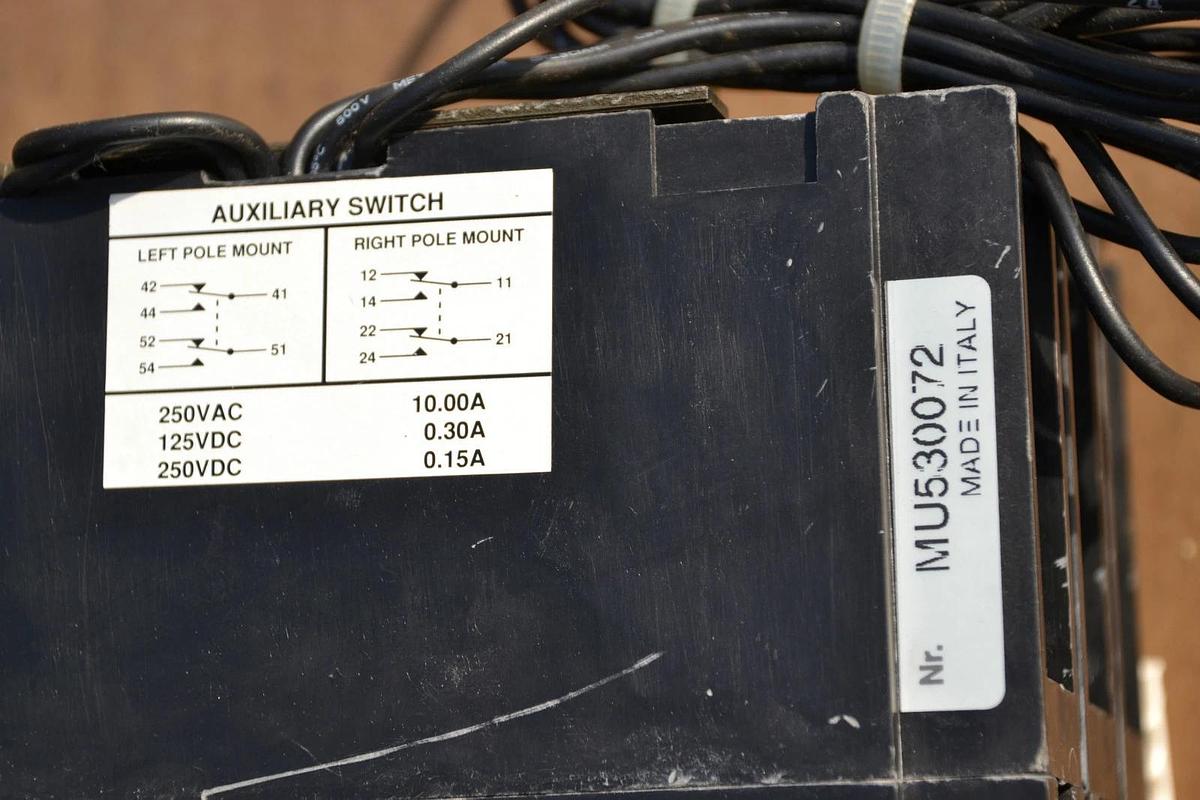 AUXILIARY SWITCH
LEFT POLE MOUNT
42
41
44
52
51
54
RIGHT POLE MOUNT
12
11
14
22
21
24
250VAC 10.00A
125VDC 0.30A
250VDC 0.15A
Nr. MU530072
MADE IN ITALY
600V